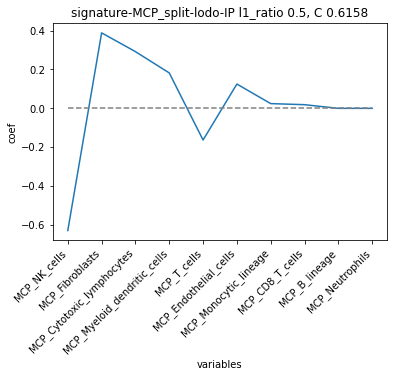 signature-MCP_split-lodo-IP l1_ratio 0.5, C 0.6158
0.4
0.2
0.0
−0.2
−0.4
−0.6
coef
MCP_NK_cells
MCP_Fibroblasts
MCP_Cytotoxic_lymphocytes
MCP_Myeloid_dendritic_cells
MCP_T_cells
MCP_Endothelial_cells
MCP_Monocytic_lineage
MCP_CD8_T_cells
MCP_B_lineage
MCP_Neutrophils
variables